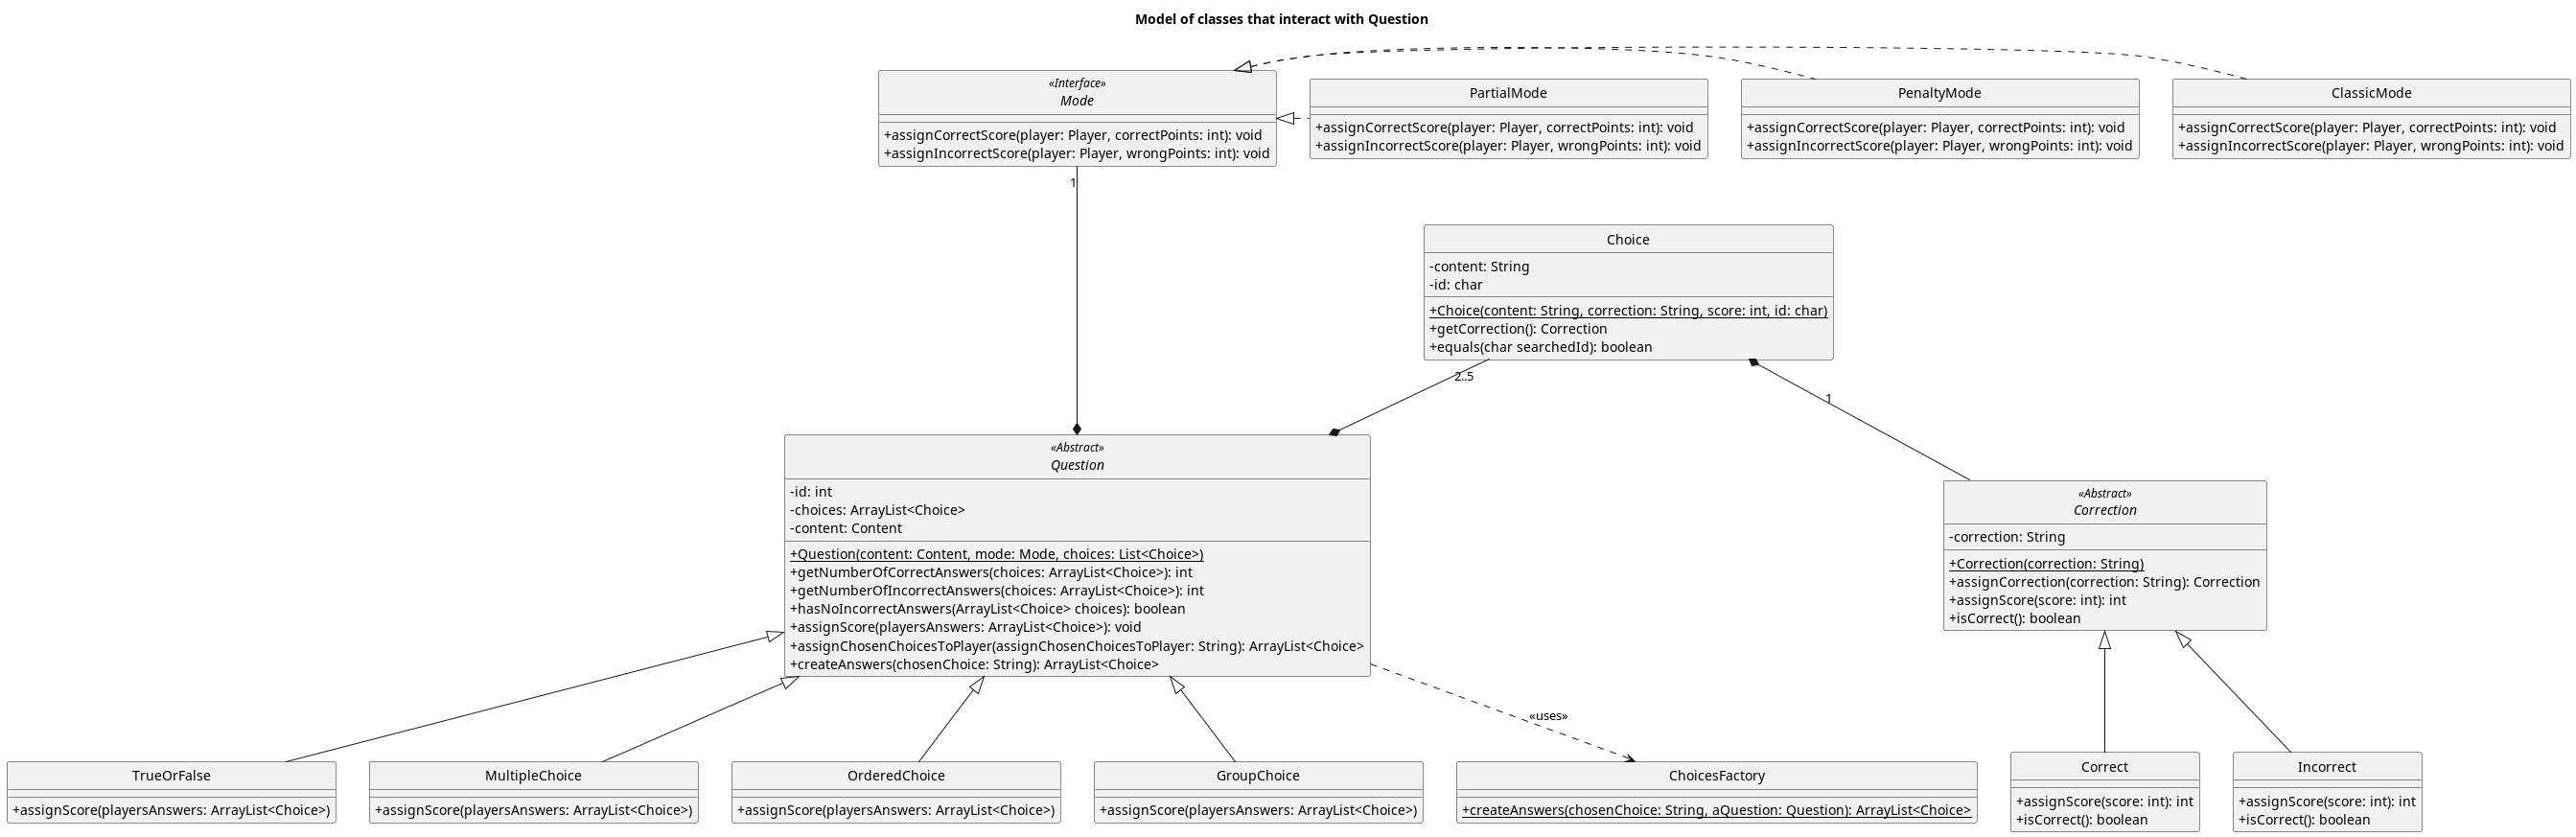 Model of classes that interact with Question
«Interface»
Mode
+assignCorrectScore(player: Player, correctPoints: int): void
+assignIncorrectScore(player: Player, wrongPoints: int): void
PartialMode
+assignCorrectScore(player: Player, correctPoints: int): void
+assignIncorrectScore(player: Player, wrongPoints: int): void
PenaltyMode
+assignCorrectScore(player: Player, correctPoints: int): void
+assignIncorrectScore(player: Player, wrongPoints: int): void
ClassicMode
+assignCorrectScore(player: Player, correctPoints: int): void
+assignIncorrectScore(player: Player, wrongPoints: int): void
1
Choice
-content: String
-id: char
+Choice(content: String, correction: String, score: int, id: char)
+getCorrection(): Correction
+equals(char searchedId): boolean
2..5
1
«Abstract»
Question
-id: int
-choices: ArrayList<Choice>
-content: Content
+Question(content: Content, mode: Mode, choices: List<Choice>)
+getNumberOfCorrectAnswers(choices: ArrayList<Choice>): int
+getNumberOfIncorrectAnswers(choices: ArrayList<Choice>): int
+hasNoIncorrectAnswers(ArrayList<Choice> choices): boolean
+assignScore(playersAnswers: ArrayList<Choice>): void
+assignChosenChoicesToPlayer(assignChosenChoicesToPlayer: String): ArrayList<Choice>
+createAnswers(chosenChoice: String): ArrayList<Choice>
«Abstract»
Correction
-correction: String
+Correction(correction: String)
+assignCorrection(correction: String): Correction
+assignScore(score: int): int
+isCorrect(): boolean
«uses»
TrueOrFalse
+assignScore(playersAnswers: ArrayList<Choice>)
MultipleChoice
+assignScore(playersAnswers: ArrayList<Choice>)
OrderedChoice
+assignScore(playersAnswers: ArrayList<Choice>)
GroupChoice
+assignScore(playersAnswers: ArrayList<Choice>)
ChoicesFactory
+createAnswers(chosenChoice: String, aQuestion: Question): ArrayList<Choice>
Correct
+assignScore(score: int): int
+isCorrect(): boolean
Incorrect
+assignScore(score: int): int
+isCorrect(): boolean